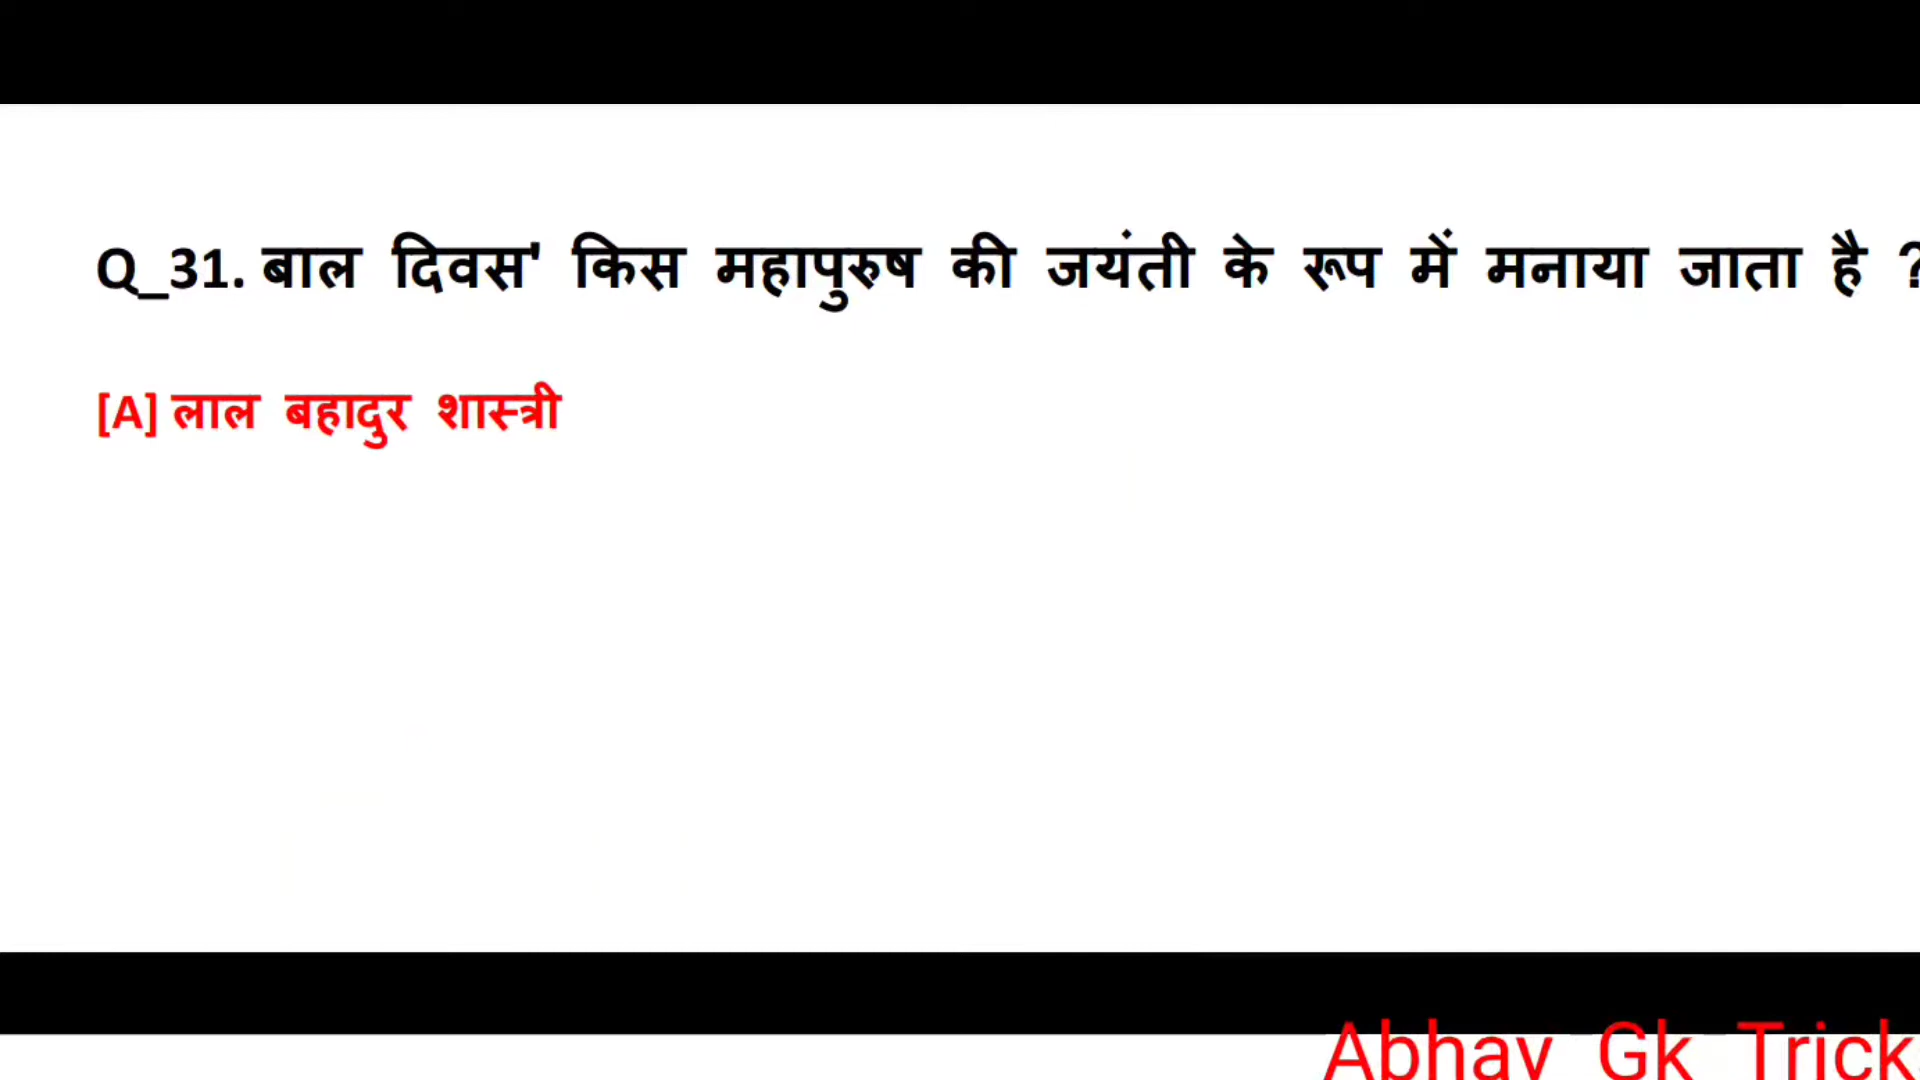 Q_31. बाल दिवस' किस महापुरुष की जयंती के रूप में मनाया जाता है ?
[A] लाल बहादुर शास्त्री
Abhay Gk Trick